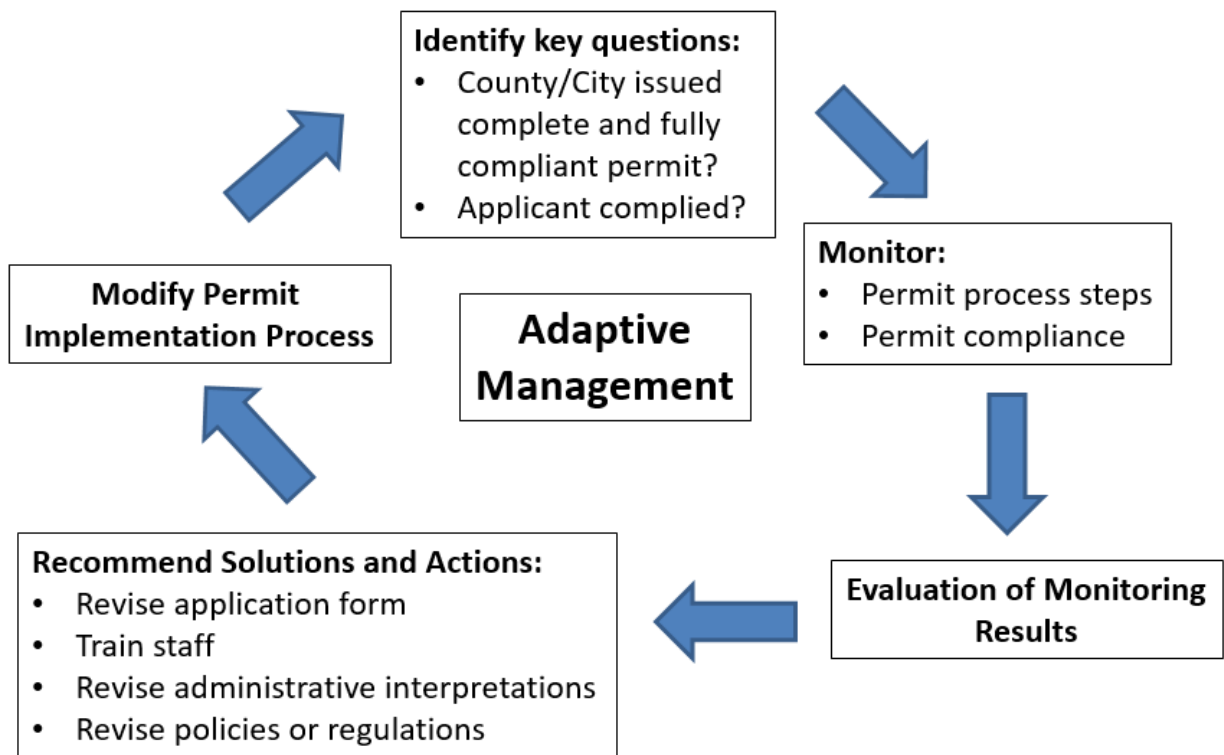 Identify key questions:
• County/City issued
complete and fully
compliant permit?
• Applicant complied?
Monitor:
• Permit process steps
• Permit compliance
Evaluation of Monitoring
Results
Recommend Solutions and Actions:
• Revise application form
• Train staff
• Revise administrative interpretations
• Revise policies or regulations
Modify Permit
Implementation Process
Adaptive
Management